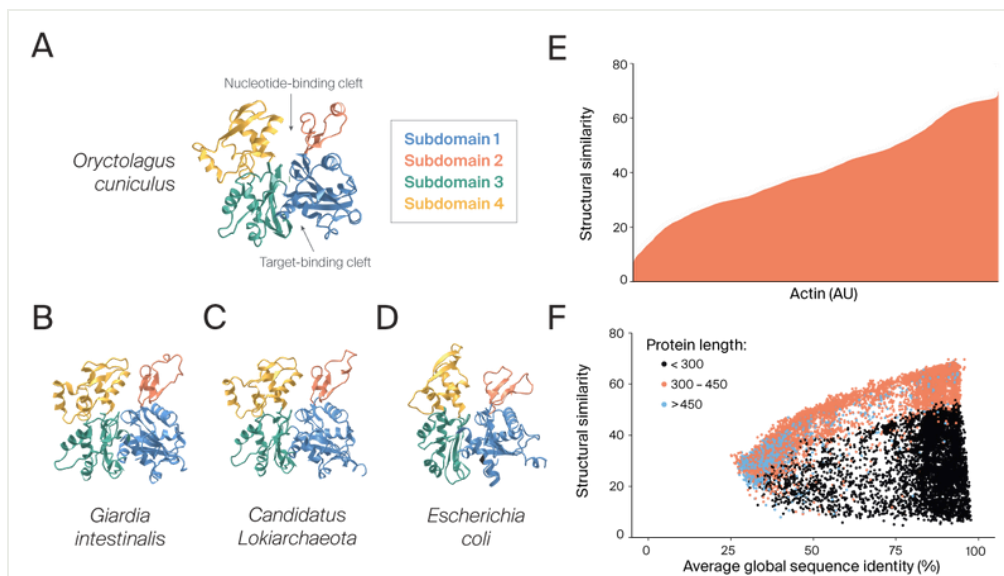 A
Nucleotide-binding cleft
Oryctolagus
cuniculus
Subdomain 1
Subdomain 2
Subdomain 3
Subdomain 4
Target-binding cleft
B
Giardia
intestinalis
C
Candidatus
Lokiarchaeota
D
Escherichia
coli
E
Structural similarity
80
60
40
20
0
Actin (AU)
F
Structural similarity
80
60
40
20
0
Protein length:
< 300
300 – 450
>450
0
25
50
75
100
Average global sequence identity (%)